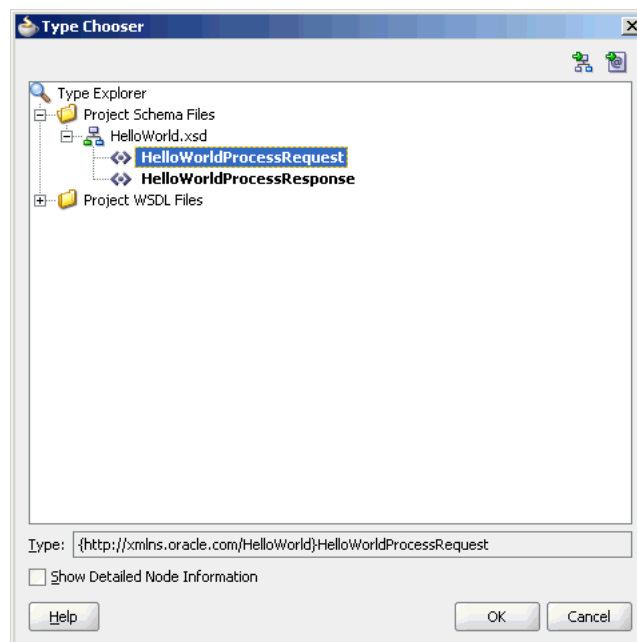 Type Chooser
Type Explorer
Project Schema Files
HelloWorld.xsd
HelloWorldProcessRequest
HelloWorldProcessResponse
Project WSDL Files
Type: {http://xmlns.oracle.com/HelloWorld}HelloWorldProcessRequest
Show Detailed Node Information
Help OK Cancel